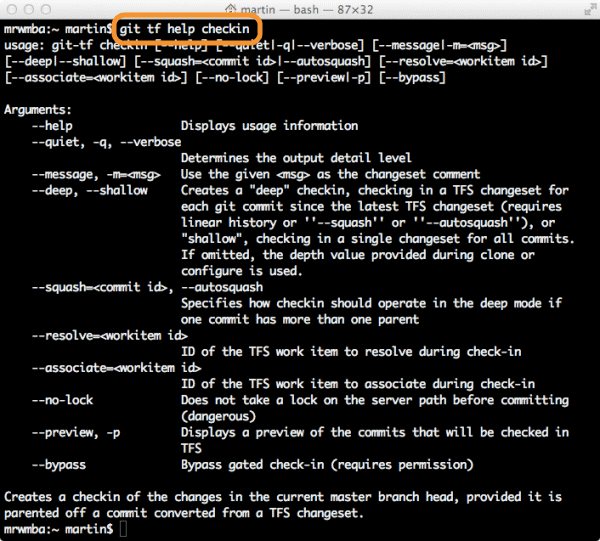 martin — bash — 87×32
mrwmba:~ martin$ git tf help checkin
usage: git-tf checkin [--help] [--quiet|-q|--verbose] [--message|-m=<msg>]
[--deep|--shallow] [--squash=<commit id>|--autosquash] [--resolve=<workitem id>]
[--associate=<workitem id>] [--no-lock] [--preview|-p] [--bypass]
Arguments:
--help Displays usage information
--quiet, -q, --verbose
Determines the output detail level
--message, -m=<msg> Use the given <msg> as the changeset comment
--deep, --shallow Creates a "deep" checkin, checking in a TFS changeset for
each git commit since the latest TFS changeset (requires
linear history or ''--squash'' or ''--autosquash''), or
"shallow", checking in a single changeset for all commits.
If omitted, the depth value provided during clone or
configure is used.
--squash=<commit id>, --autosquash
Specifies how checkin should operate in the deep mode if
one commit has more than one parent
--resolve=<workitem id>
ID of the TFS work item to resolve during check-in
--associate=<workitem id>
ID of the TFS work item to associate during check-in
--no-lock Does not take a lock on the server path before committing
(dangerous)
--preview, -p Displays a preview of the commits that will be checked in
TFS
--bypass Bypass gated check-in (requires permission)
Creates a checkin of the changes in the current master branch head, provided it is
parented off a commit converted from a TFS changeset.
mrwmba:~ martin$